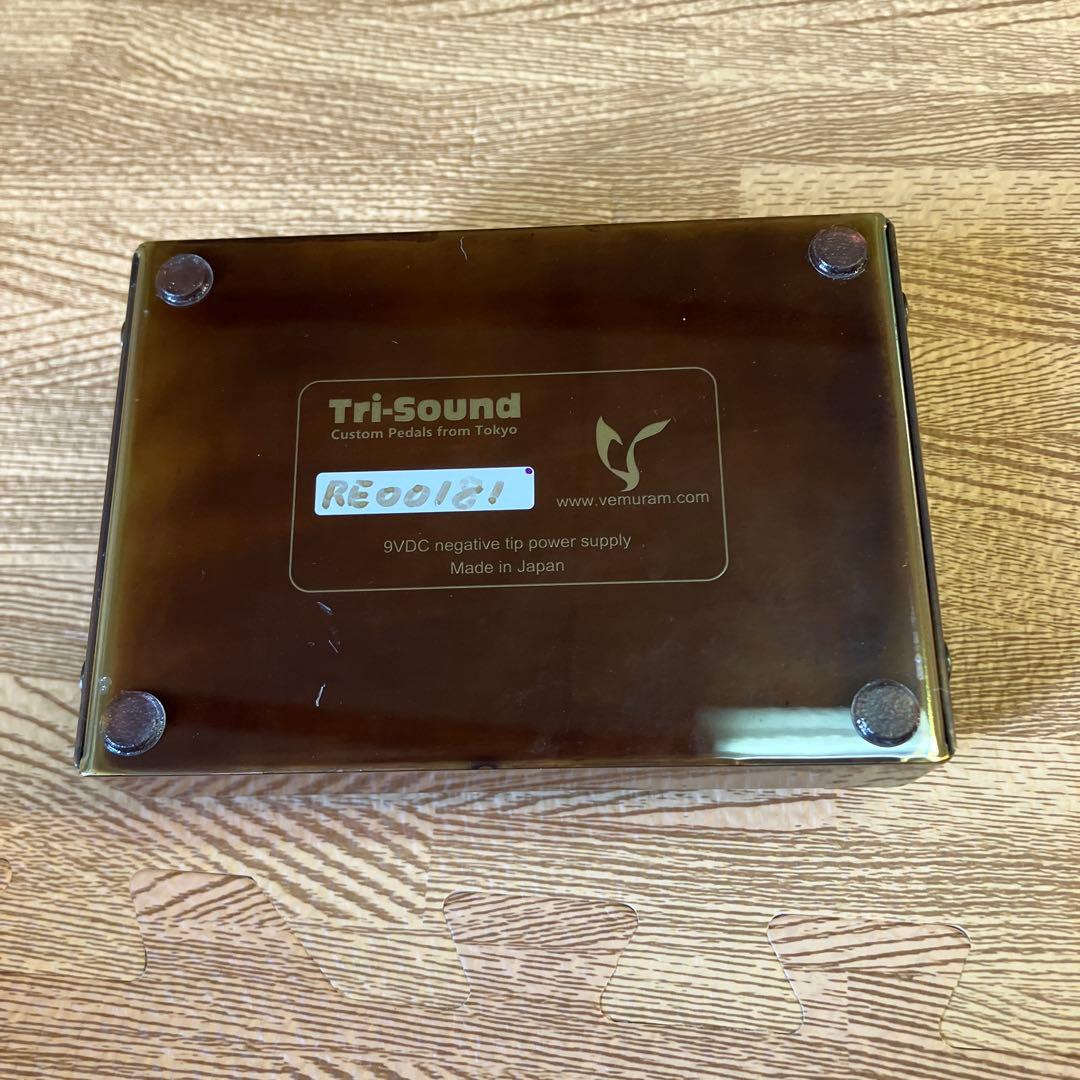 Tri-Sound
Custom Pedals from Tokyo
RE00181
www.vemuram.com
9VDC negative tip power supply
Made in Japan